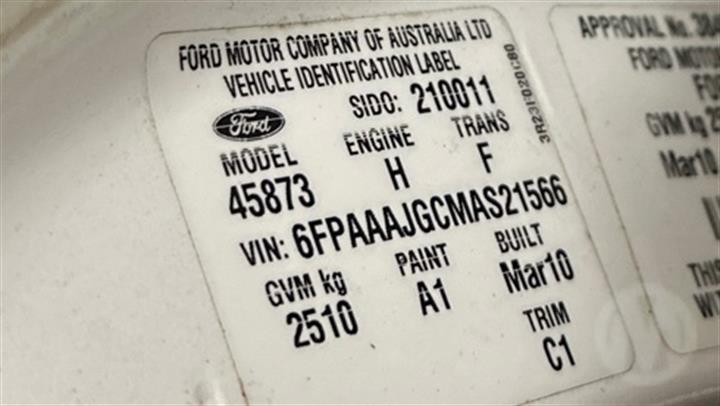 FORD MOTOR COMPANY OF AUSTRALIA LTD
VEHICLE IDENTIFICATION LABEL
Ford
SIDO: 210011
MODEL ENGINE TRANS
45873 H F
VIN: 6FPAAAJGCMAS21566
GVM kg PAINT BUILT
2510 A1 Mar10
TRIM
C1
APPROVAL No. 
FORD
GVM kg
Mar10